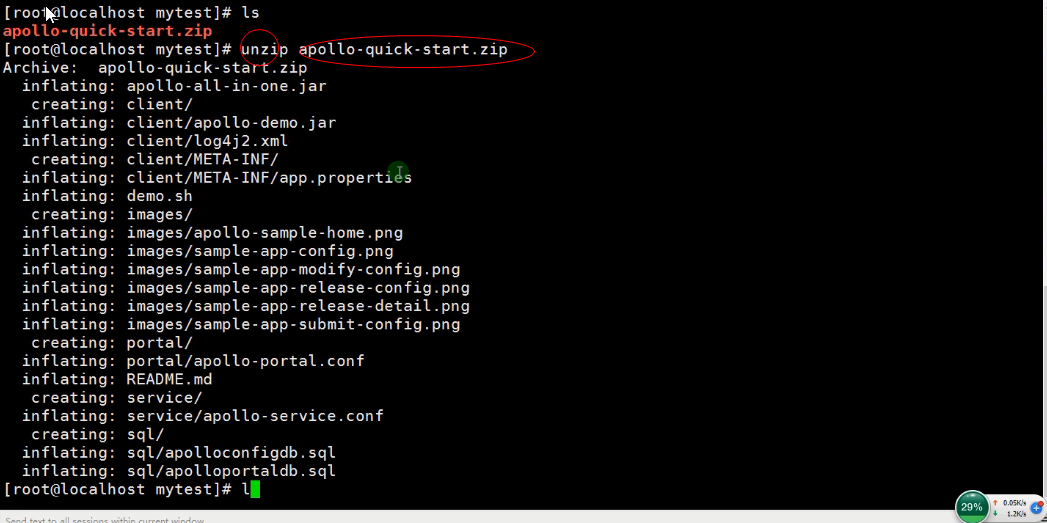 [root@localhost mytest]# ls
apollo-quick-start.zip
[root@localhost mytest]# unzip apollo-quick-start.zip
Archive:  apollo-quick-start.zip
  inflating: apollo-all-in-one.jar
   creating: client/
  inflating: client/apollo-demo.jar
  inflating: client/log4j2.xml
   creating: client/META-INF/
  inflating: client/META-INF/app.properties
  inflating: demo.sh
   creating: images/
  inflating: images/apollo-sample-home.png
  inflating: images/sample-app-config.png
  inflating: images/sample-app-modify-config.png
  inflating: images/sample-app-release-config.png
  inflating: images/sample-app-release-detail.png
  inflating: images/sample-app-submit-config.png
   creating: portal/
  inflating: portal/apollo-portal.conf
  inflating: README.md
   creating: service/
  inflating: service/apollo-service.conf
   creating: sql/
  inflating: sql/apolloconfigdb.sql
  inflating: sql/apolloportaldb.sql
[root@localhost mytest]# l
29%
0.05K/s
1.2K/s
Send text to all sessions within current window